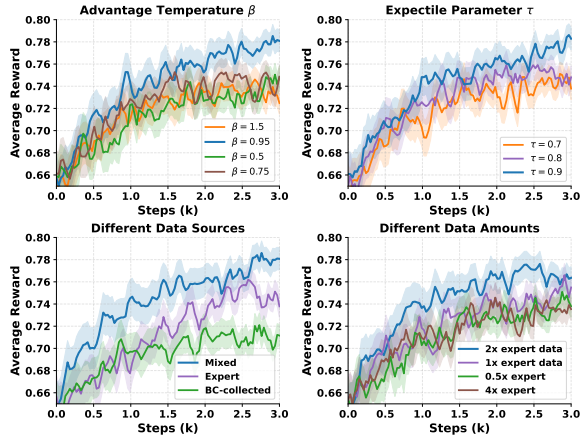 Advantage Temperature β
Average Reward
0.78
0.76
0.74
0.72
0.70
0.68
0.66
0.80
β = 1.5
β = 0.95
β = 0.5
β = 0.75
0.0 0.5 1.0 1.5 2.0 2.5 3.0
Steps (k)
Expectile Parameter τ
Average Reward
0.80
0.78
0.76
0.74
0.72
0.70
0.68
0.66
τ = 0.7
τ = 0.8
τ = 0.9
0.0 0.5 1.0 1.5 2.0 2.5 3.0
Steps (k)
Different Data Sources
Average Reward
0.80
0.78
0.76
0.74
0.72
0.70
0.68
0.66
Mixed
Expert
BC-collected
0.0 0.5 1.0 1.5 2.0 2.5 3.0
Steps (k)
Different Data Amounts
Average Reward
0.80
0.78
0.76
0.74
0.72
0.70
0.68
0.66
2x expert data
1x expert data
0.5x expert
4x expert
0.0 0.5 1.0 1.5 2.0 2.5 3.0
Steps (k)